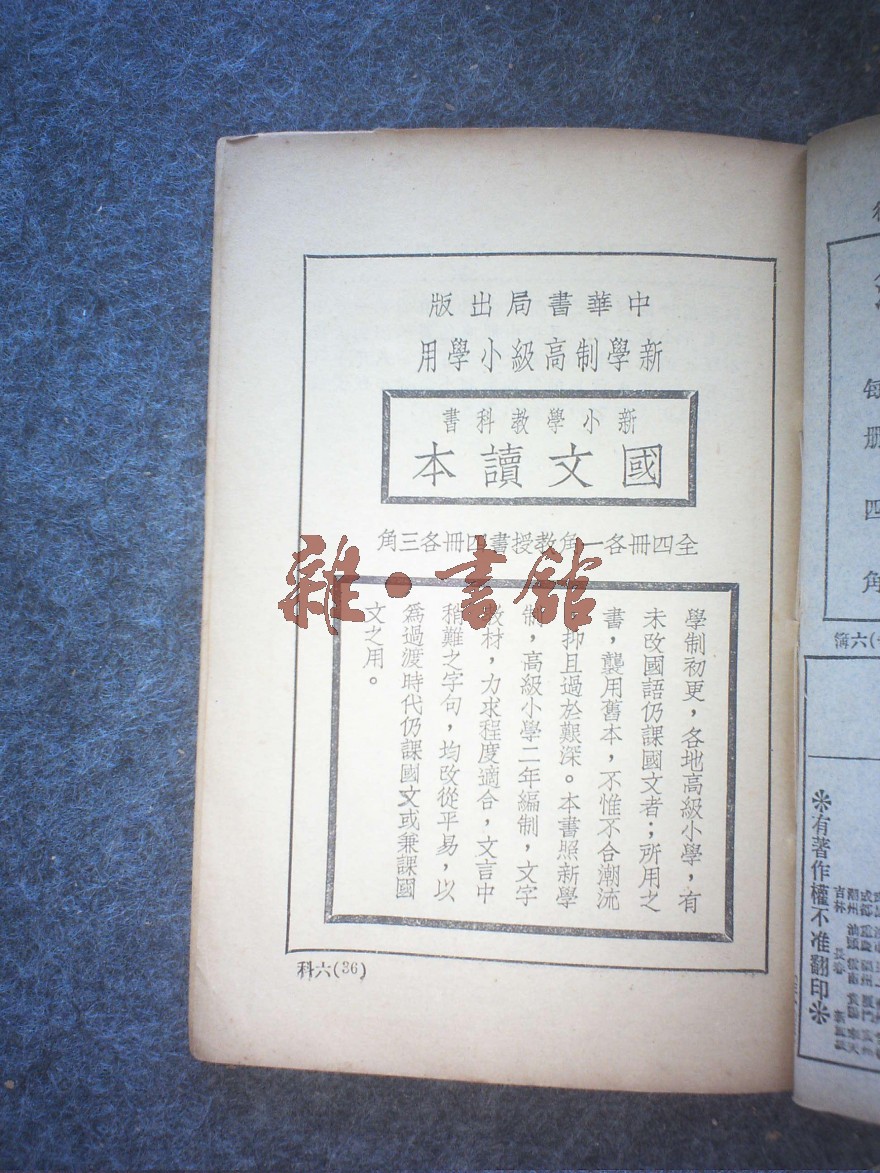 中華書局出版
新學制高級小學用
新小學教科書
國文讀本
全四冊各一角教授書四冊各三角
學制初更，各地高級小學，有
未改國語仍課國文者；所用之
書，襲用舊本，不惟不合潮流
抑且過於艱深。本書照新學
制，高級小學二年編制，文字
教材，力求程度適合，文言中
稍難之字句，均改從平易，以
爲過渡時代仍課國文或兼課國
文之用。
科六(36)
雜·書館
每冊四角
＊有著作權不准翻印＊